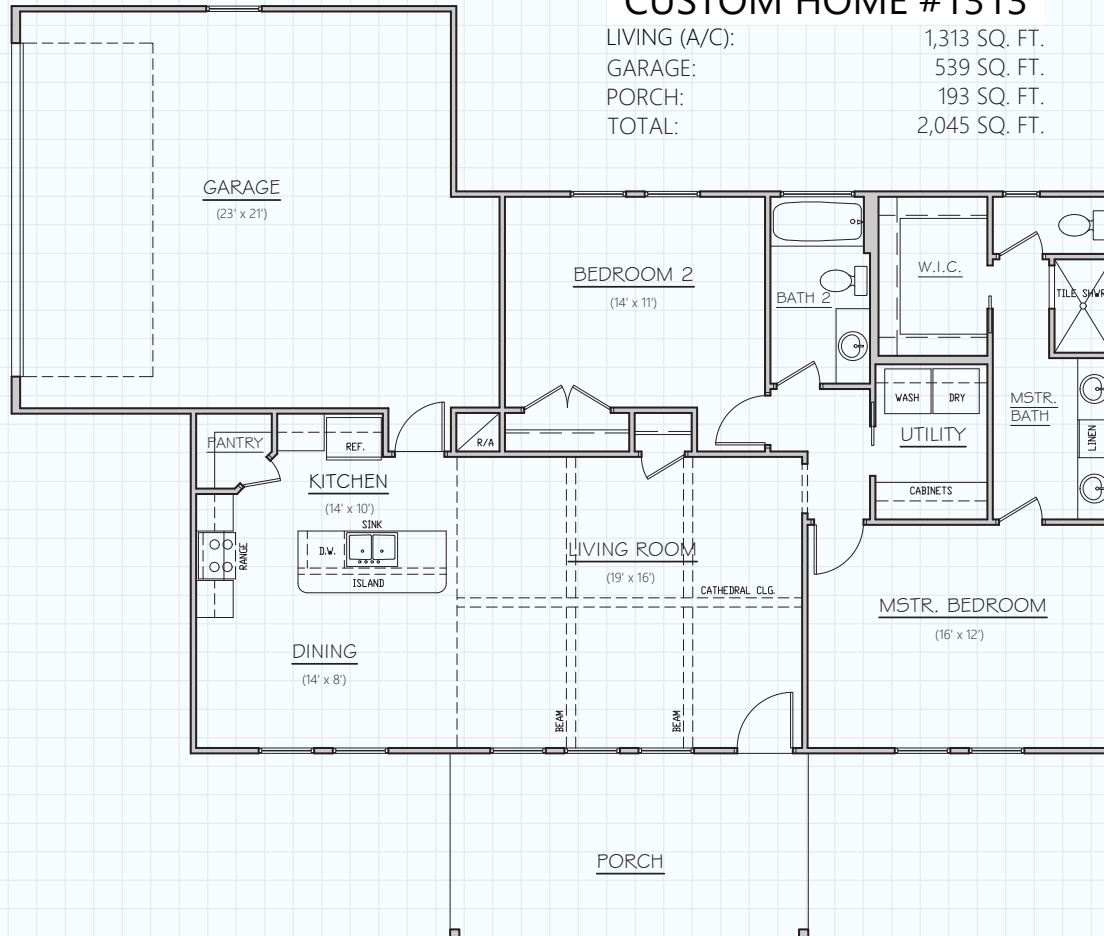 CUSTOM HOME #1313
LIVING (A/C): 1,313 SQ. FT.
GARAGE: 539 SQ. FT.
PORCH: 193 SQ. FT.
TOTAL: 2,045 SQ. FT.
GARAGE
(23' x 21')
BEDROOM 2
(14' x 11')
BATH 2
W.I.C.
TILE SHWR
WASH
DRY
UTILITY
CABINETS
MSTR.
BATH
LINEN
PANTRY
REF.
R/A
KITCHEN
(14' x 10')
SINK
D.W.
ISLAND
RANGE
LIVING ROOM
(19' x 16')
CATHEDRAL CLG.
BEAM
BEAM
MSTR. BEDROOM
(16' x 12')
DINING
(14' x 8')
PORCH